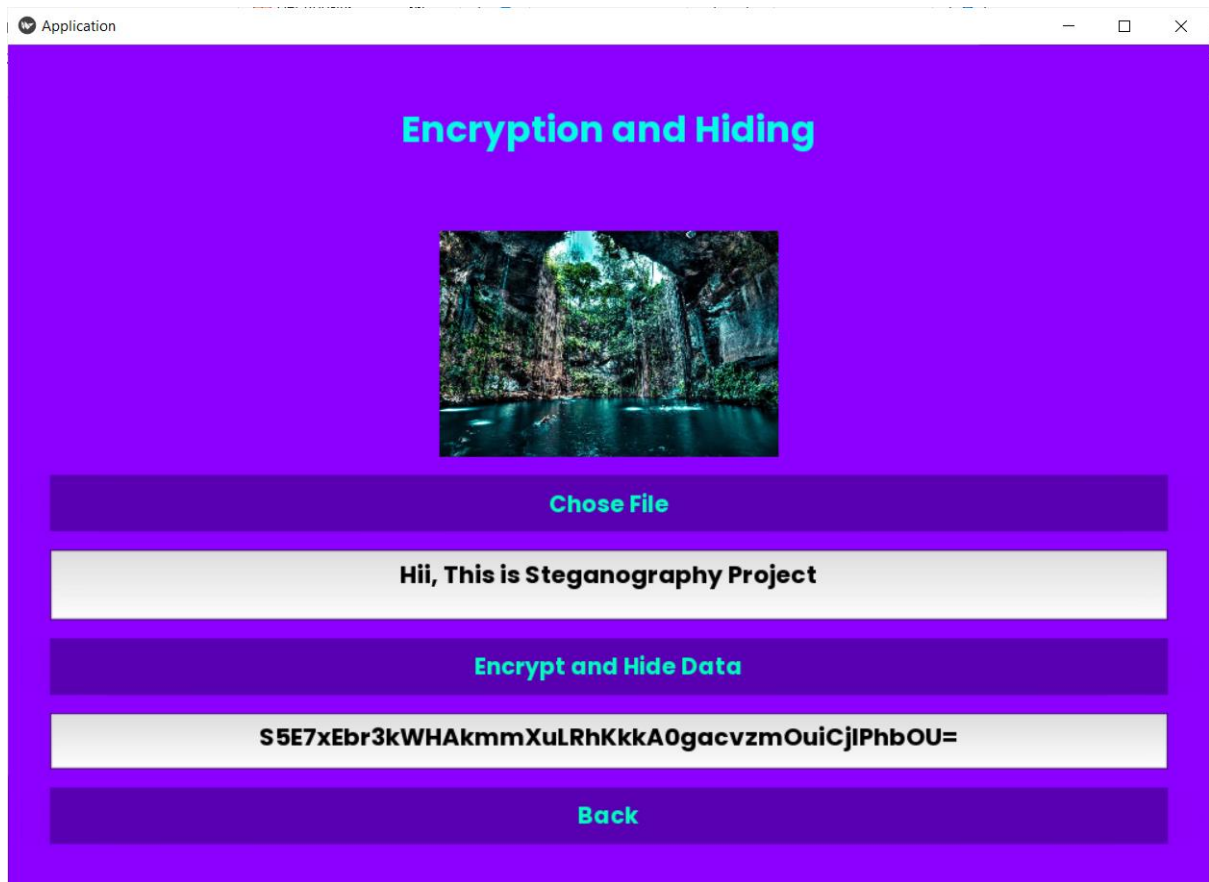 Application
Encryption and Hiding
Chose File
Hii, This is Steganography Project
Encrypt and Hide Data
S5E7xEbr3kWHAkmmXuLRhKkkA0gacvzmOuiCjIPhbOU=
Back